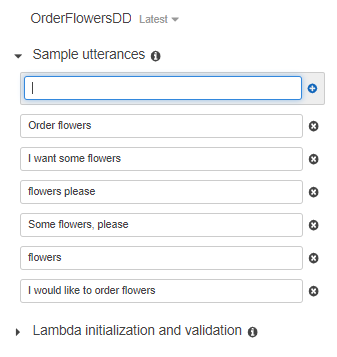 OrderFlowersDD Latest
Sample utterances
Order flowers
I want some flowers
flowers please
Some flowers, please
flowers
I would like to order flowers
Lambda initialization and validation